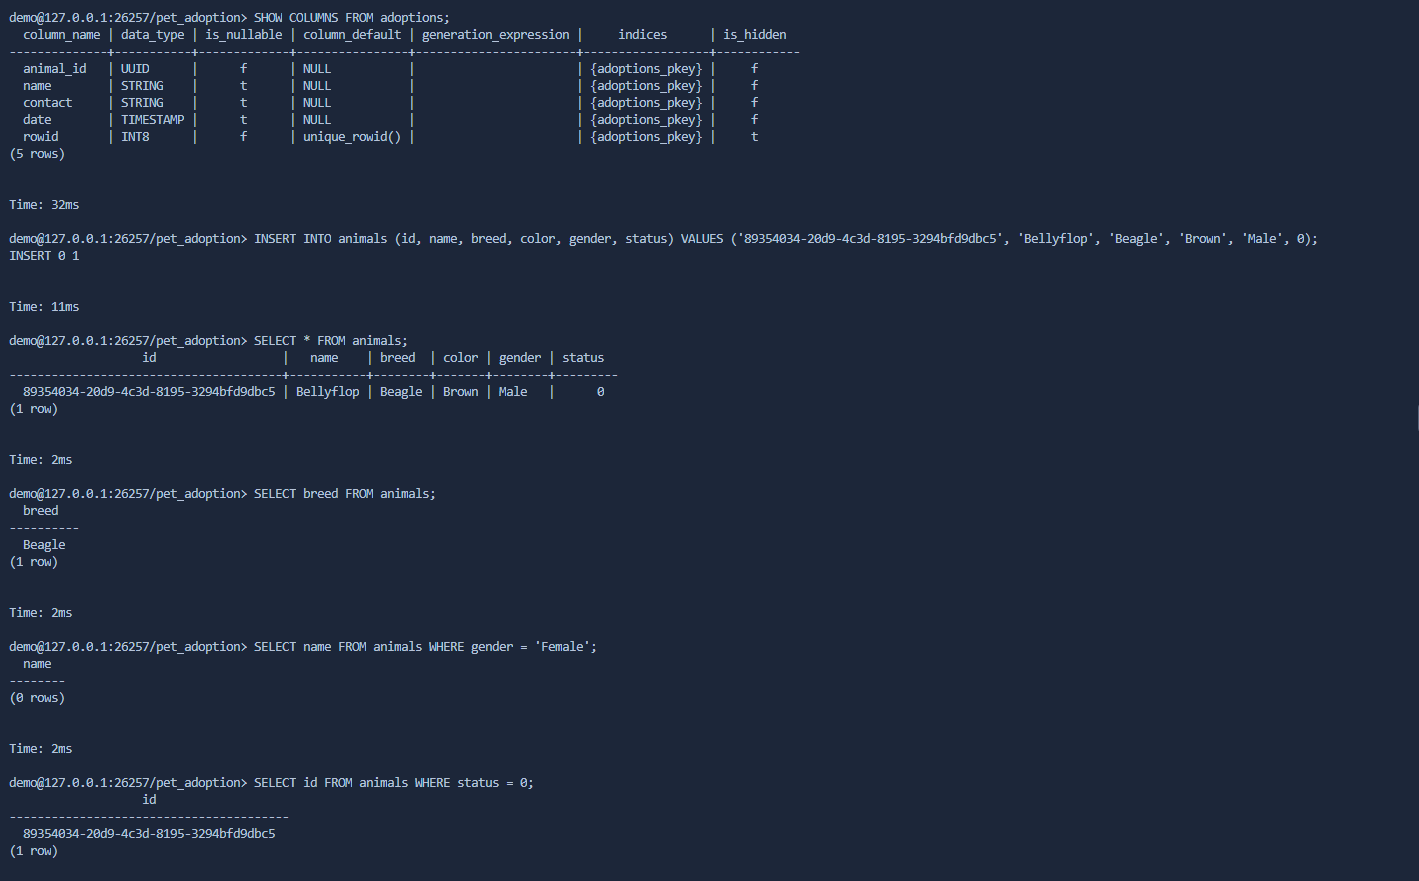 demo@127.0.0.1:26257/pet_adoption> SHOW COLUMNS FROM adoptions;
  column_name | data_type | is_nullable | column_default | generation_expression |     indices      | is_hidden
--------------+-----------+-------------+----------------+-----------------------+------------------+------------
  animal_id   | UUID      |      f      | NULL           |                       | {adoptions_pkey} |     f
  name        | STRING    |      t      | NULL           |                       | {adoptions_pkey} |     f
  contact     | STRING    |      t      | NULL           |                       | {adoptions_pkey} |     f
  date        | TIMESTAMP |      t      | NULL           |                       | {adoptions_pkey} |     f
  rowid       | INT8      |      f      | unique_rowid() |                       | {adoptions_pkey} |     t
(5 rows)
Time: 32ms
demo@127.0.0.1:26257/pet_adoption> INSERT INTO animals (id, name, breed, color, gender, status) VALUES ('89354034-20d9-4c3d-8195-3294bfd9dbc5', 'Bellyflop', 'Beagle', 'Brown', 'Male', 0);
INSERT 0 1
Time: 11ms
demo@127.0.0.1:26257/pet_adoption> SELECT * FROM animals;
                   id                  |   name    | breed  | color | gender | status
---------------------------------------+-----------+--------+-------+--------+---------
  89354034-20d9-4c3d-8195-3294bfd9dbc5 | Bellyflop | Beagle | Brown | Male   |      0
(1 row)
Time: 2ms
demo@127.0.0.1:26257/pet_adoption> SELECT breed FROM animals;
  breed
----------
  Beagle
(1 row)
Time: 2ms
demo@127.0.0.1:26257/pet_adoption> SELECT name FROM animals WHERE gender = 'Female';
  name
--------
(0 rows)
Time: 2ms
demo@127.0.0.1:26257/pet_adoption> SELECT id FROM animals WHERE status = 0;
                   id
----------------------------------------
  89354034-20d9-4c3d-8195-3294bfd9dbc5
(1 row)